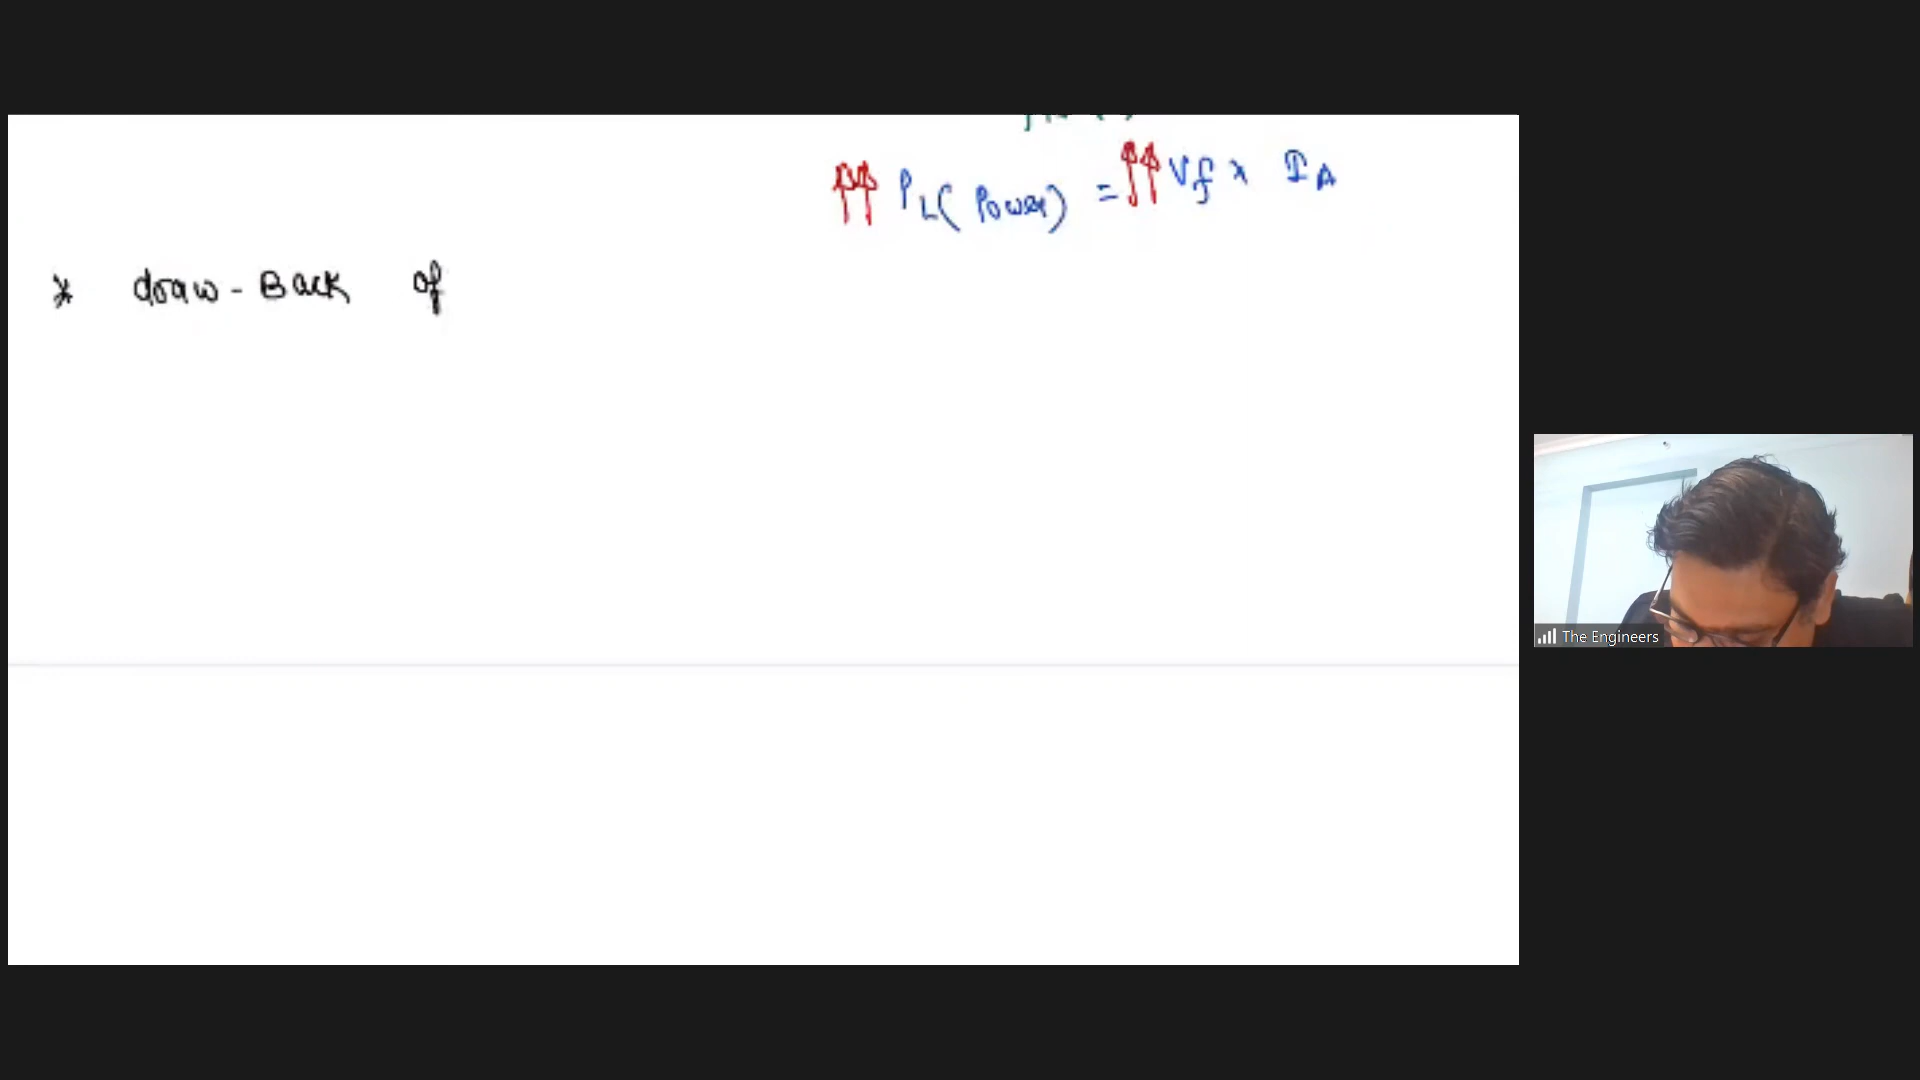 ↑↑ PL( Power) = ↑↑ Vf x IA
* draw - Back of
The Engineers